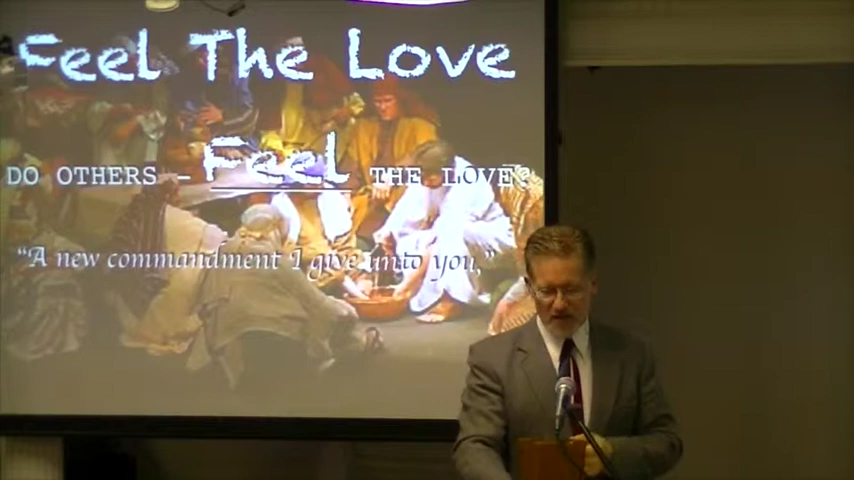 Feel The Love
DO OTHERS - Feel THE LOVE?
"A new commandment I give unto you,"